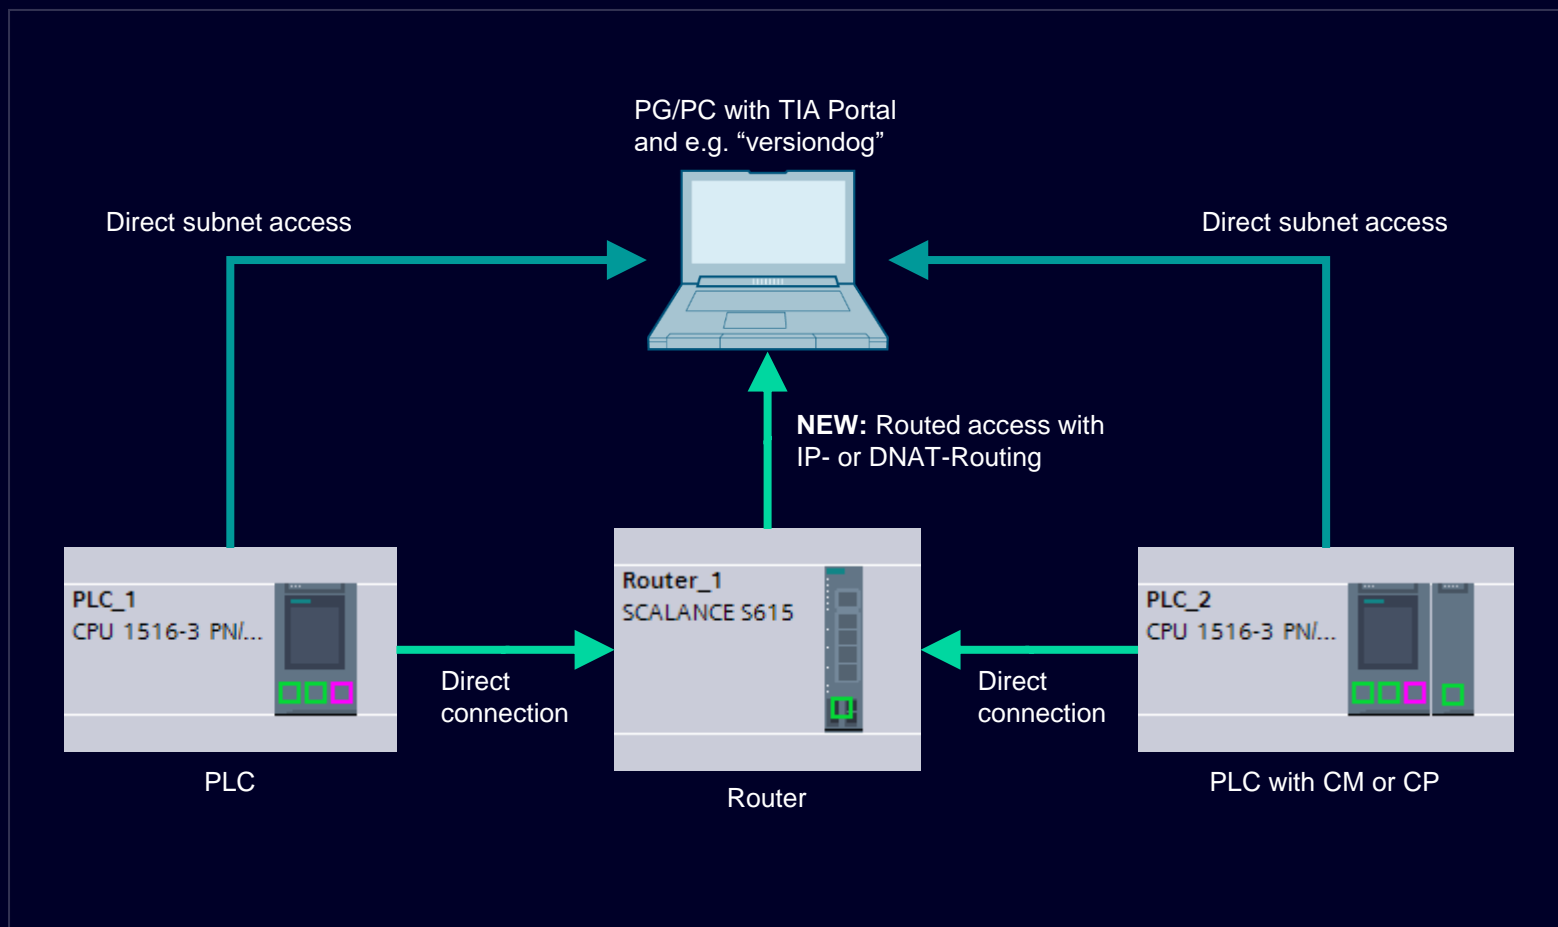 PG/PC with TIA Portal
and e.g. “versiondog”
Direct subnet access
Direct subnet access
NEW: Routed access with
IP- or DNAT-Routing
PLC_1
CPU 1516-3 PN/...
Direct
connection
PLC
Router_1
SCALANCE S615
Router
Direct
connection
PLC_2
CPU 1516-3 PN/...
PLC with CM or CP